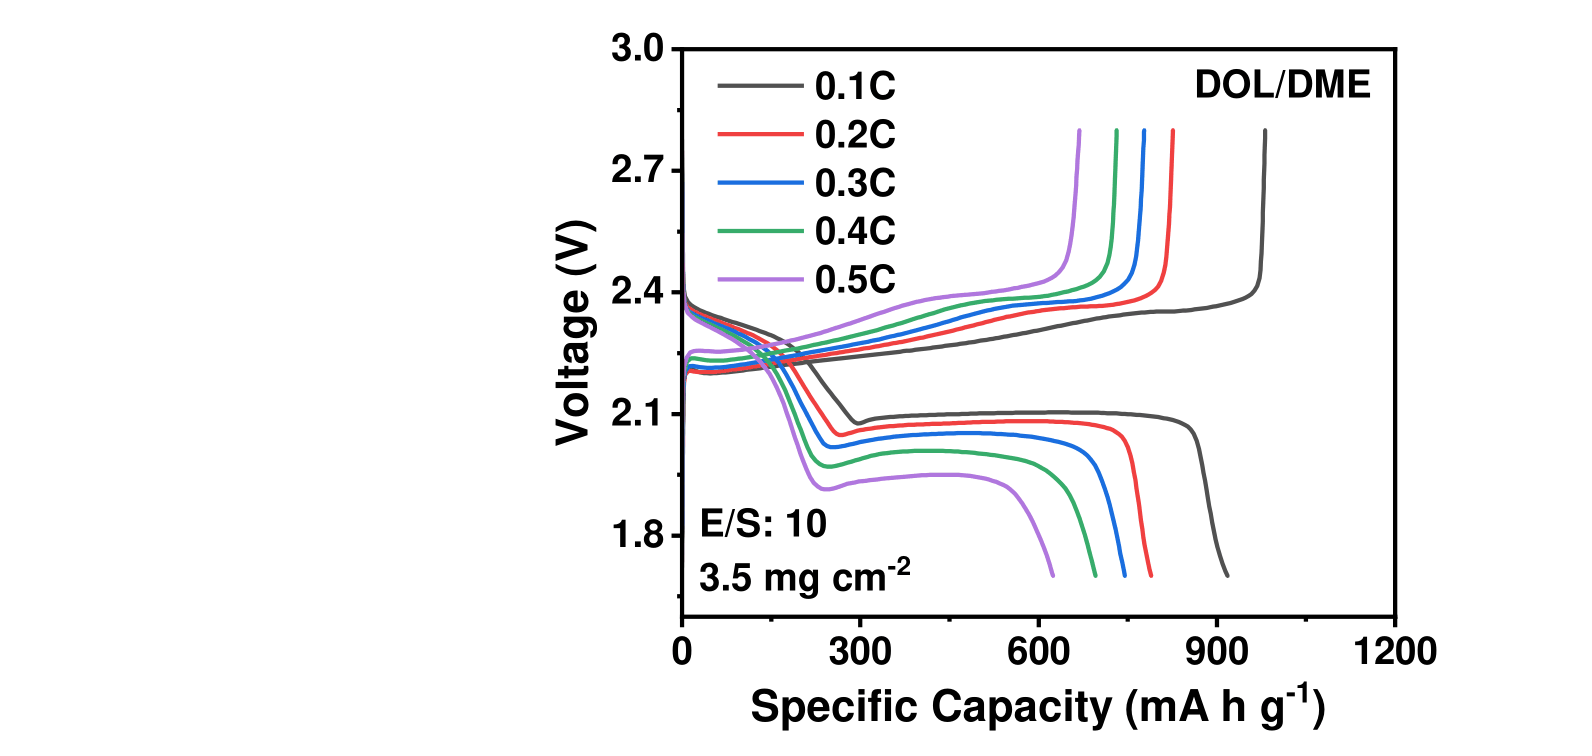 3.0
2.7
2.4
2.1
1.8
Voltage (V)
0.1C
0.2C
0.3C
0.4C
0.5C
DOL/DME
E/S: 10
3.5 mg cm⁻²
0 300 600 900 1200
Specific Capacity (mA h g⁻¹)